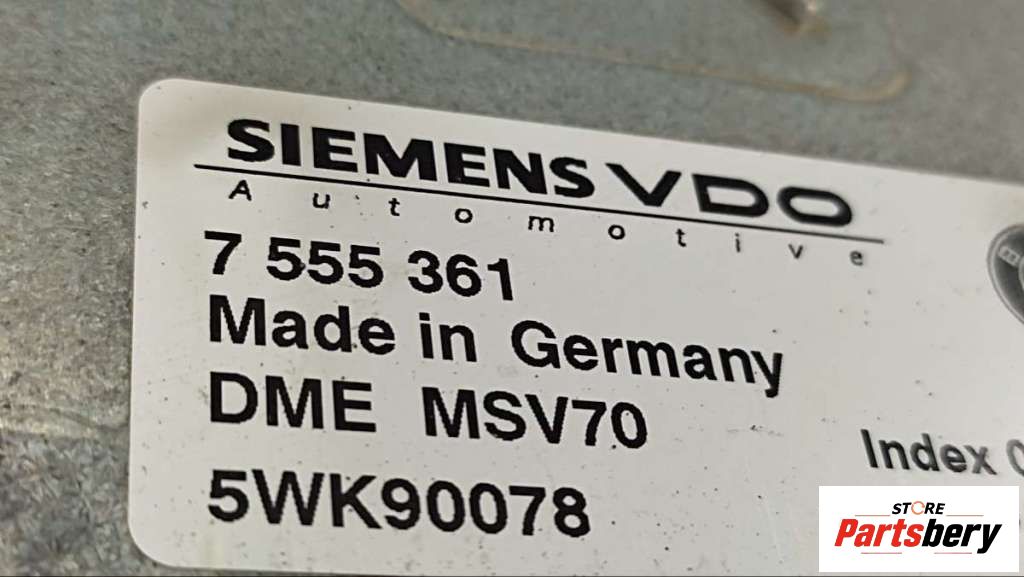 SIEMENS VDO
Automotive
7 555 361
Made in Germany
DME MSV70
5WK90078
Index
STORE
Partsbery